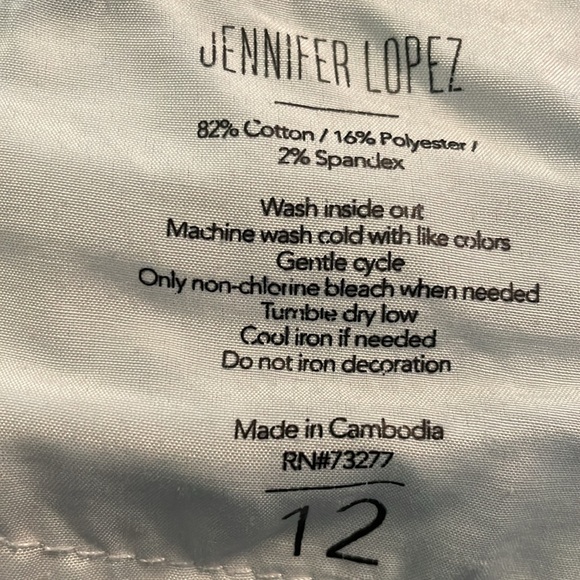 JENNIFER LOPEZ
82% Cotton / 16% Polyester /
2% Spandex
Wash inside out
Machine wash cold with like colors
Gentle cycle
Only non-chlorine bleach when needed
Tumble dry low
Cool iron if needed
Do not iron decoration
Made in Cambodia
RN#73277
12